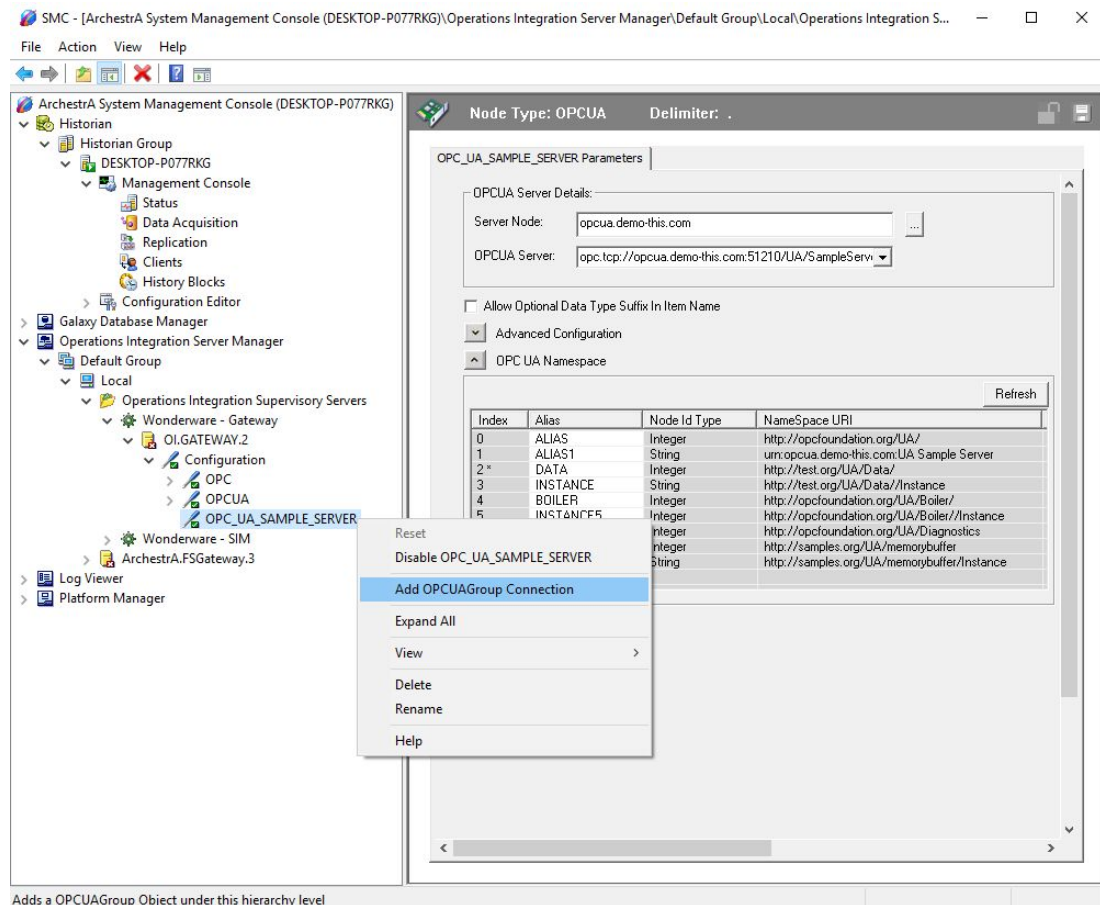 SMC - [ArchestrA System Management Console (DESKTOP-P077RKG)\Operations Integration Server Manager\Default Group\Local\Operations Integration S...
File Action View Help
ArchestrA System Management Console (DESKTOP-P077RKG)
Historian
Historian Group
DESKTOP-P077RKG
Management Console
Status
Data Acquisition
Replication
Clients
History Blocks
Configuration Editor
Galaxy Database Manager
Operations Integration Server Manager
Default Group
Local
Operations Integration Supervisory Servers
Wonderware - Gateway
OI.GATEWAY.2
Configuration
OPC
OPCUA
OPC_UA_SAMPLE_SERVER
Wonderware - SIM
ArchestrA.FSGateway.3
Log Viewer
Platform Manager
Node Type: OPCUA Delimiter: .
OPC_UA_SAMPLE_SERVER Parameters
OPCUA Server Details:
Server Node: opcua.demo-this.com ...
OPCUA Server: opc.tcp://opcua.demo-this.com:51210/UA/SampleServ
Allow Optional Data Type Suffix In Item Name
Advanced Configuration
OPC UA Namespace
Refresh
Index Alias Node Id Type NameSpace URI
0 ALIAS Integer http://opcfoundation.org/UA/
1 ALIAS1 String urn:opcua.demo-this.com:UA Sample Server
2 * DATA Integer http://test.org/UA/Data/
3 INSTANCE String http://test.org/UA/Data//Instance
4 BOILER Integer http://opcfoundation.org/UA/Boiler/
5 INSTANCE5 Integer http://opcfoundation.org/UA/Boiler//Instance
nteger http://opcfoundation.org/UA/Diagnostics
nteger http://samples.org/UA/memorybuffer
String http://samples.org/UA/memorybuffer/Instance
Reset
Disable OPC_UA_SAMPLE_SERVER
Add OPCUAGroup Connection
Expand All
View
Delete
Rename
Help
Adds a OPCUAGroup Object under this hierarchy level